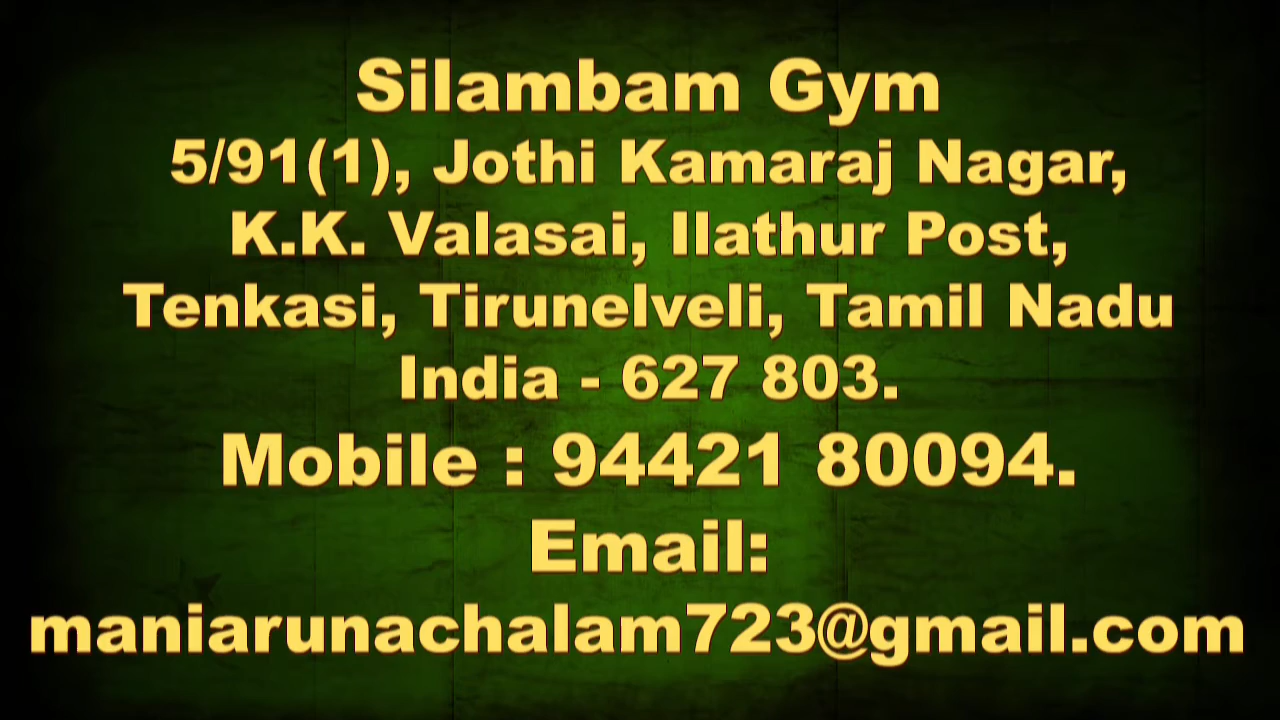 Silambam Gym
5/91(1), Jothi Kamaraj Nagar,
K.K. Valasai, Ilathur Post,
Tenkasi, Tirunelveli, Tamil Nadu
India - 627 803.
Mobile : 94421 80094.
Email:
maniarunachalam723@gmail.com